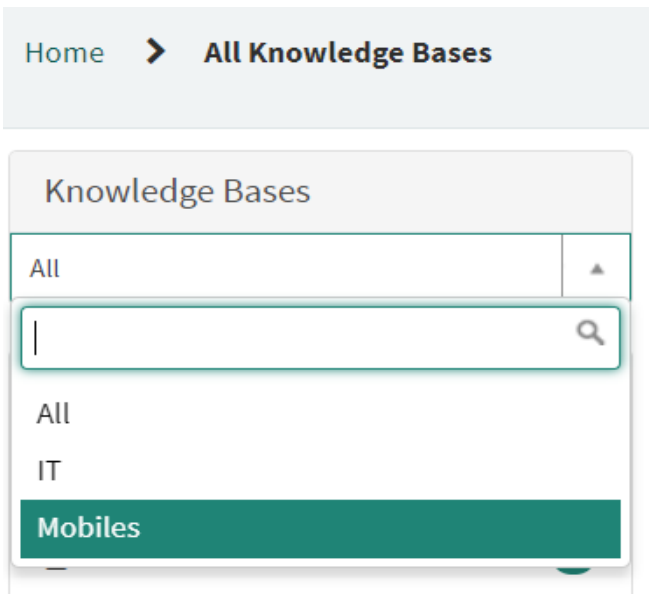 Home > All Knowledge Bases
Knowledge Bases
All
All
IT
Mobiles